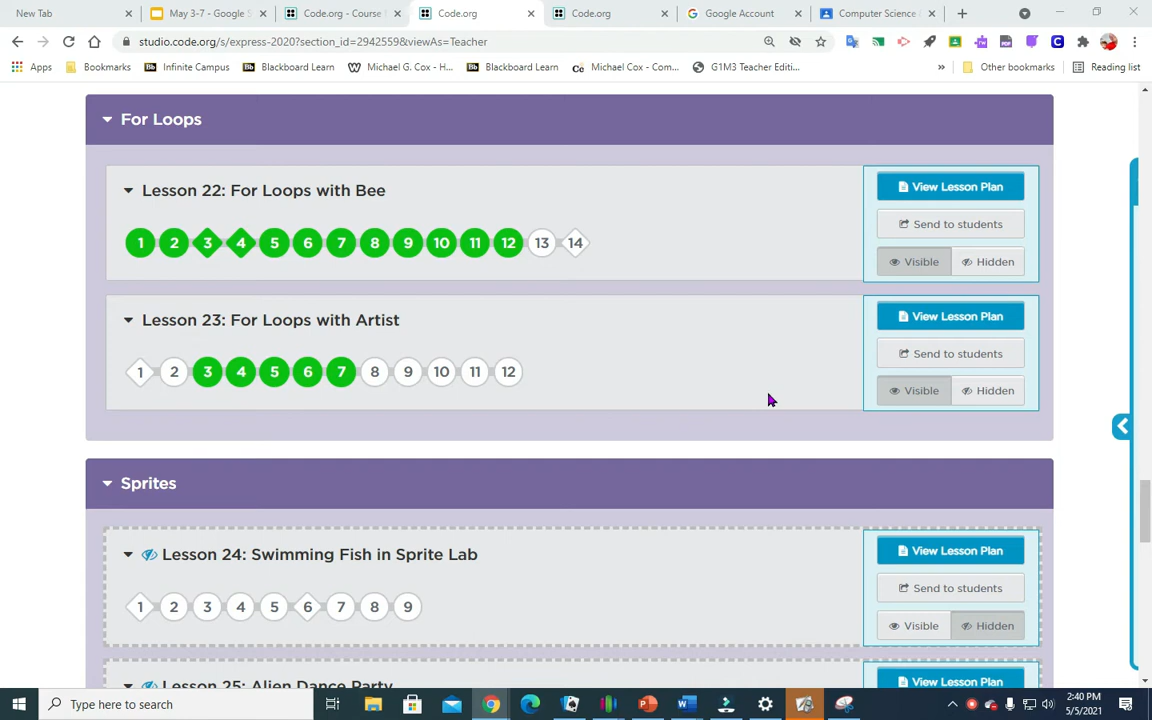 New Tab
May 3-7 - Google S
Code.org - Course
Code.org
Code.org
Google Account
Computer Science
studio.code.org/s/express-2020?section_id=2942559&viewAs=Teacher
Apps
Bookmarks
Infinite Campus
Blackboard Learn
Michael G. Cox - H...
Blackboard Learn
Michael Cox - Com...
G1M3 Teacher Editi...
»
Other bookmarks
Reading list
For Loops
Lesson 22: For Loops with Bee
View Lesson Plan
Send to students
Visible Hidden
1 2 3 4 5 6 7 8 9 10 11 12 13 14
Lesson 23: For Loops with Artist
View Lesson Plan
Send to students
Visible Hidden
1 2 3 4 5 6 7 8 9 10 11 12
Sprites
Lesson 24: Swimming Fish in Sprite Lab
View Lesson Plan
Send to students
Visible Hidden
1 2 3 4 5 6 7 8 9
Lesson 25: Alien Dance Party
View Lesson Plan
Type here to search
2:40 PM
5/5/2021